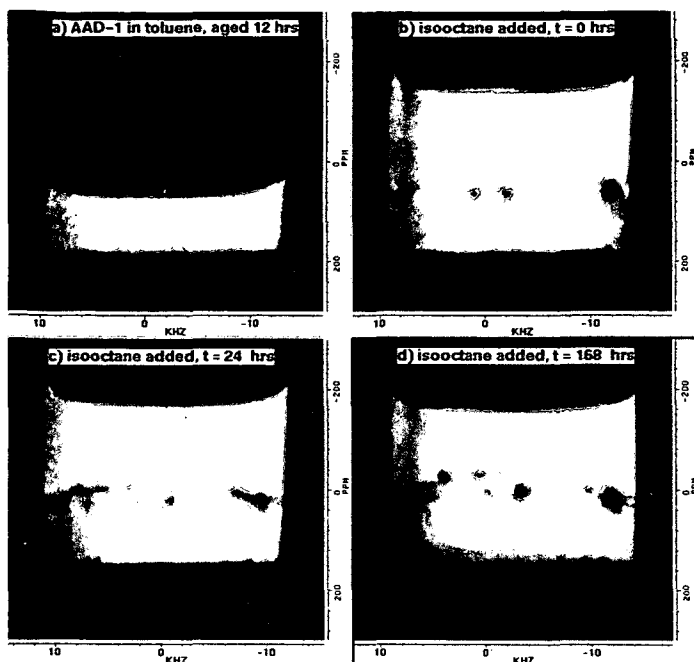 a) AAD-1 in toluene, aged 12 hrs
-200
0
PPM
200
10 0 -10
KHZ
b) isooctane added, t = 0 hrs
-200
0
PPM
200
10 0 -10
KHZ
c) isooctane added, t = 24 hrs
-200
0
PPM
200
10 0 -10
KHZ
d) isooctane added, t = 168 hrs
-200
0
PPM
200
10 0 -10
KHZ